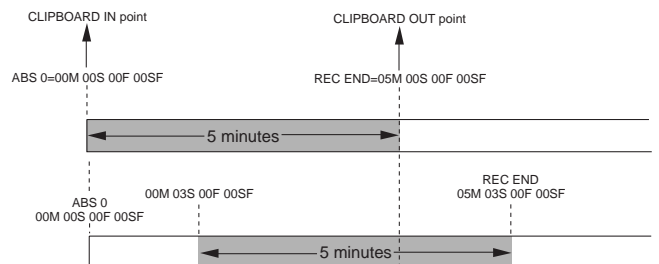 CLIPBOARD IN point
CLIPBOARD OUT point
ABS 0=00M 00S 00F 00SF
REC END=05M 00S 00F 00SF
5 minutes
ABS 0
00M 00S 00F 00SF
00M 03S 00F 00SF
REC END
05M 03S 00F 00SF
5 minutes